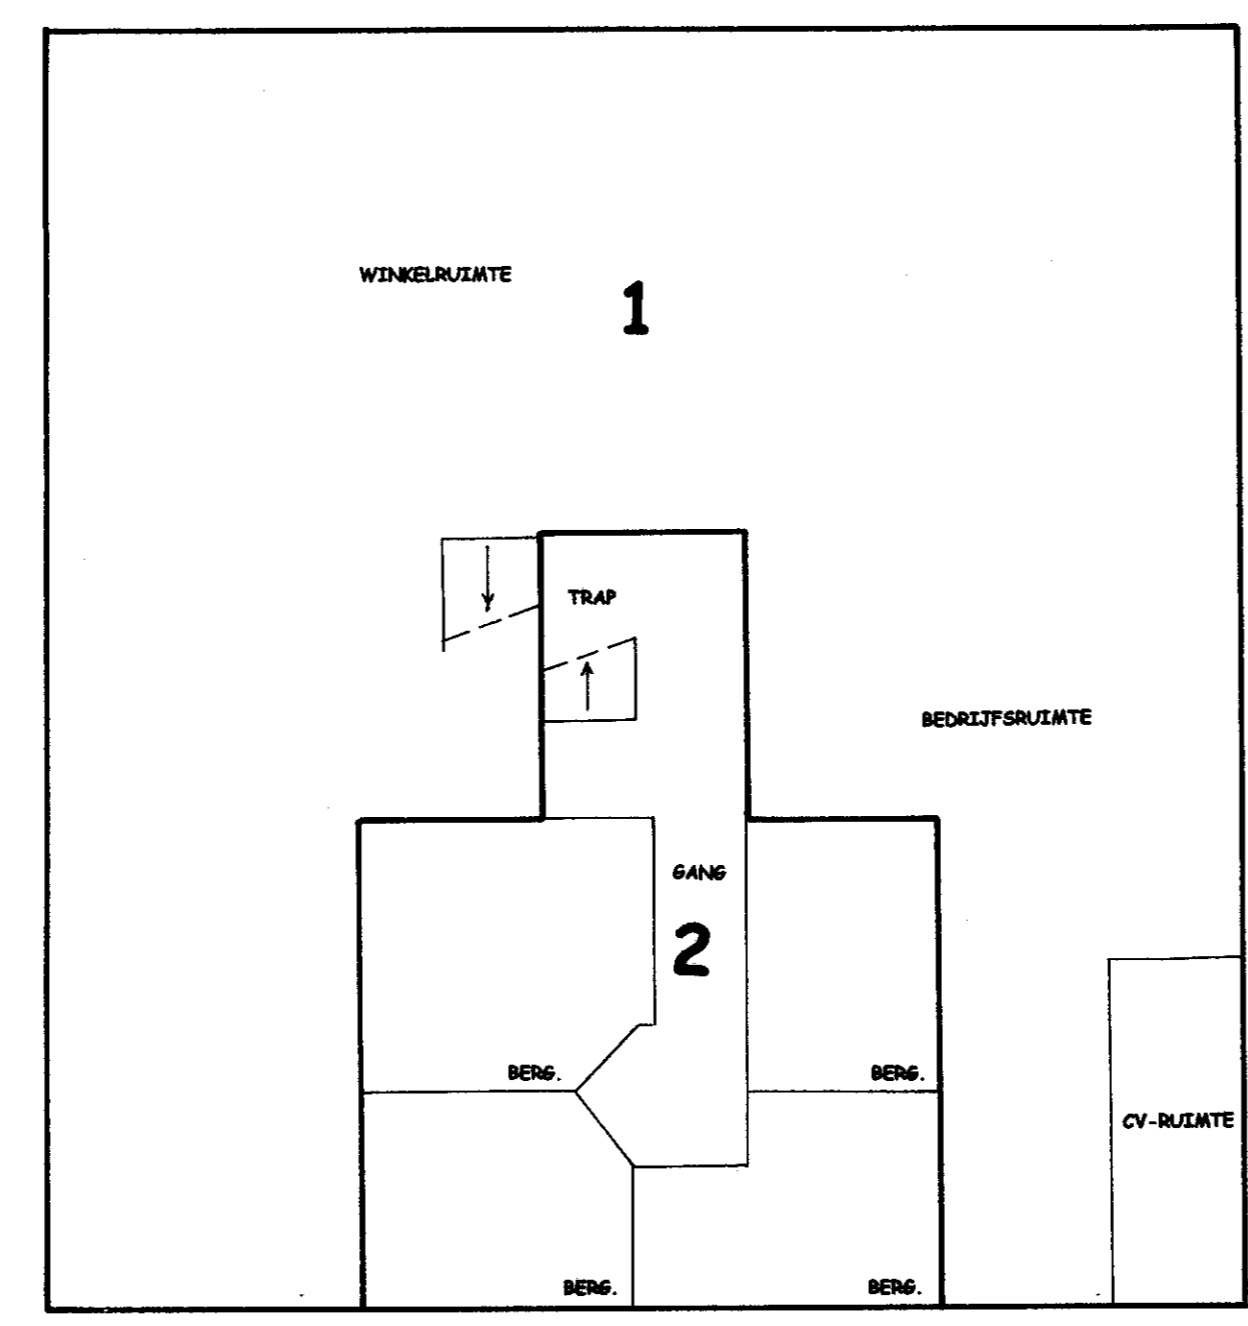 WINKELRUIMTE
1
TRAP
BEDRIJFSRUIMTE
GANG
2
BERG.
BERG.
CV-RUIMTE
BERG.
BERG.